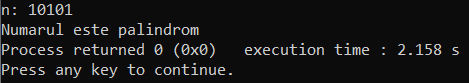 n: 10101
Numarul este palindrom
Process returned 0 (0x0)   execution time : 2.158 s
Press any key to continue.